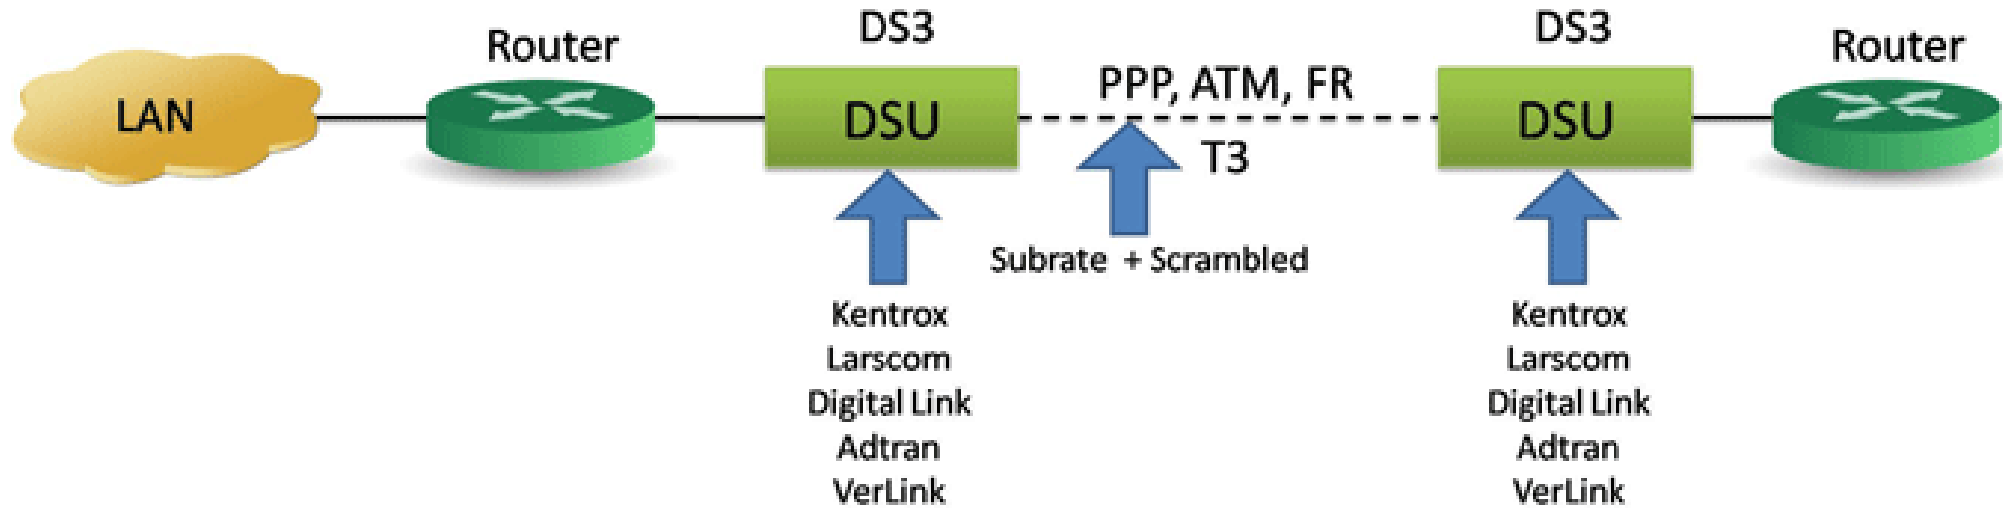 DS3
DS3
Router
Router
PPP, ATM, FR
LAN
DSU
DSU
T3
Subrate + Scrambled
Kentrox
Larscom
Digital Link
Adtran
VerLink
Kentrox
Larscom
Digital Link
Adtran
VerLink